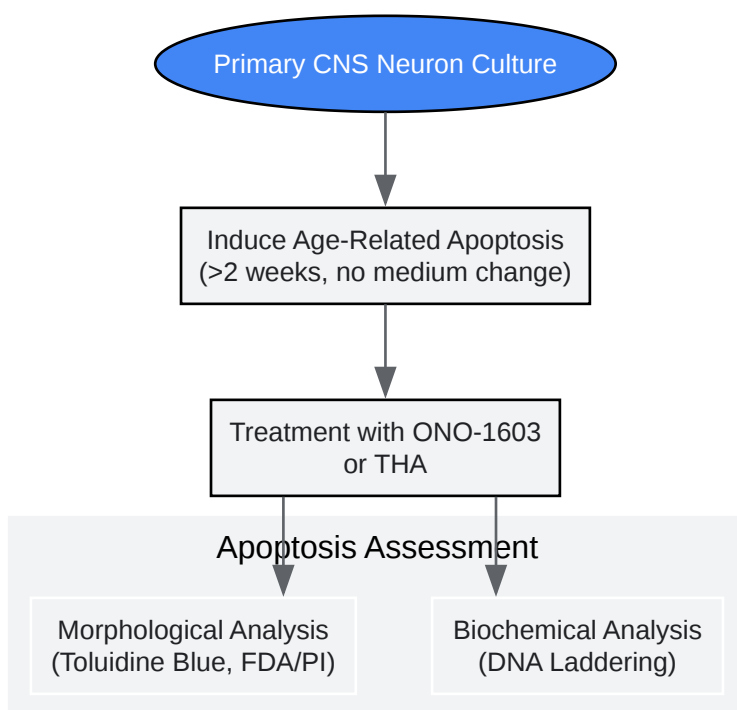 Primary CNS Neuron Culture
Induce Age-Related Apoptosis
(>2 weeks, no medium change)
Treatment with ONO-1603
or THA
Apoptosis Assessment
Morphological Analysis
(Toluidine Blue, FDA/PI)
Biochemical Analysis
(DNA Laddering)